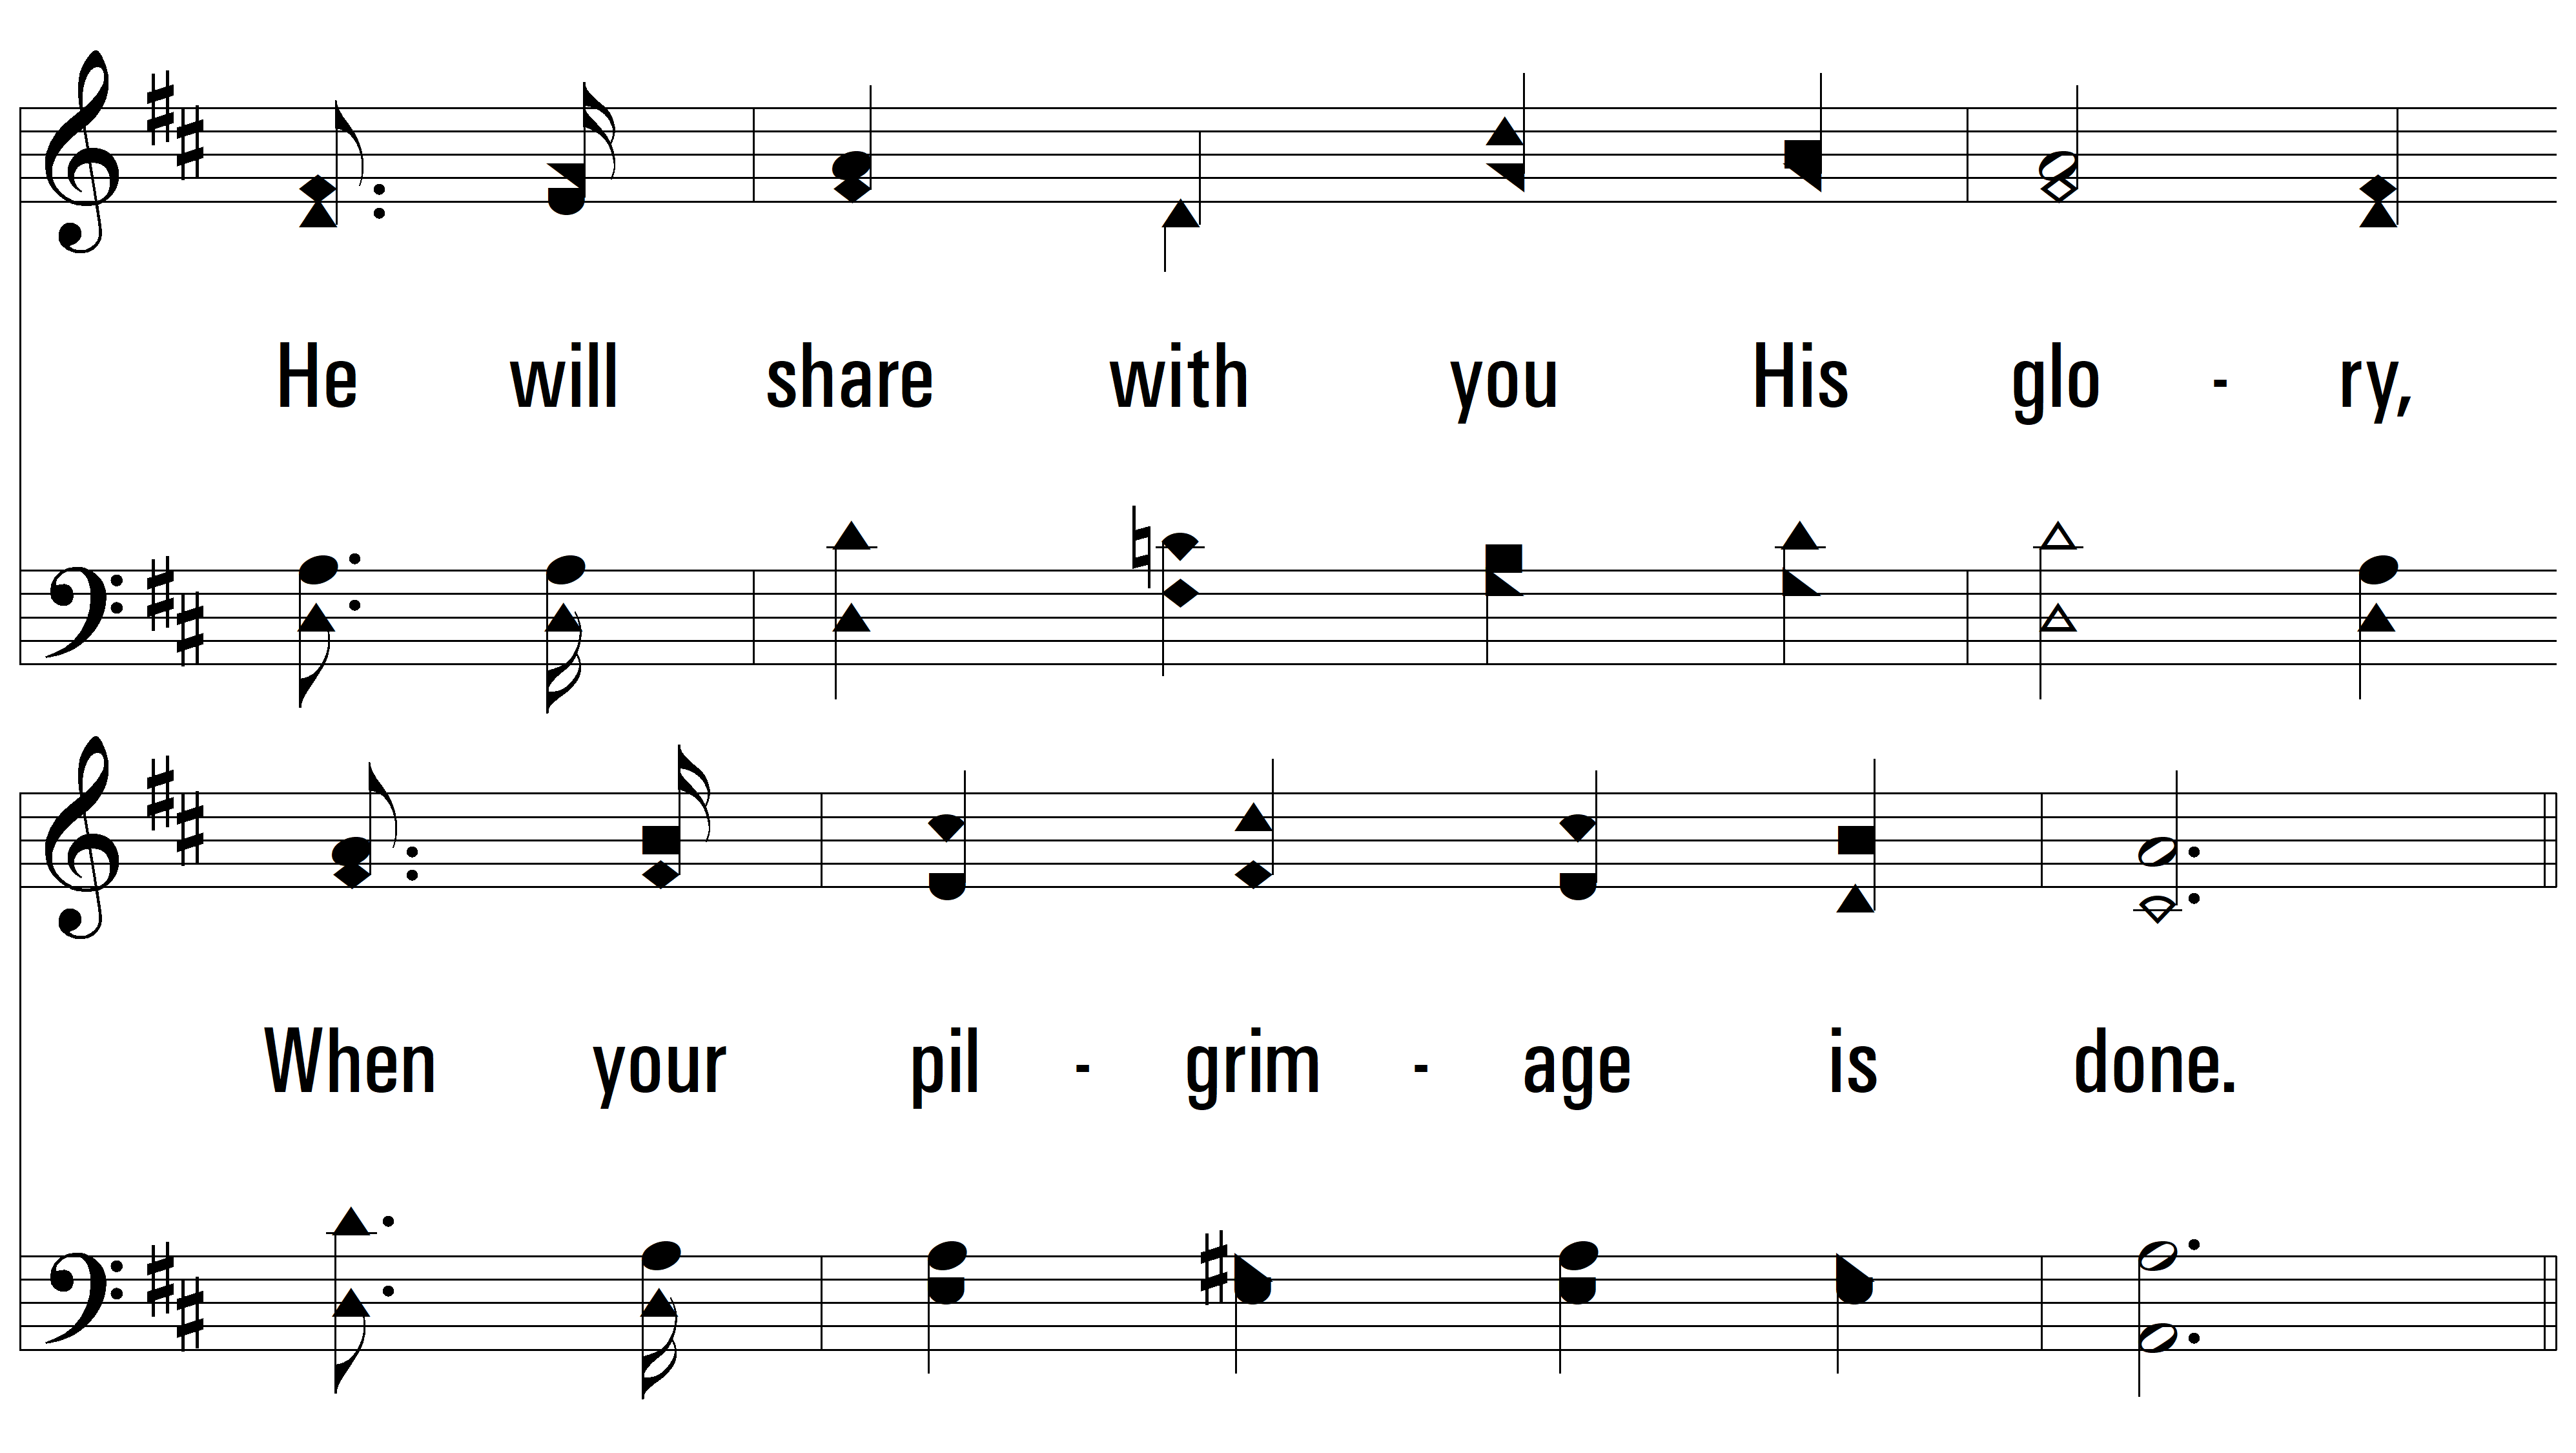 He will share with you His glo - ry,
When your pil - grim - age is done.